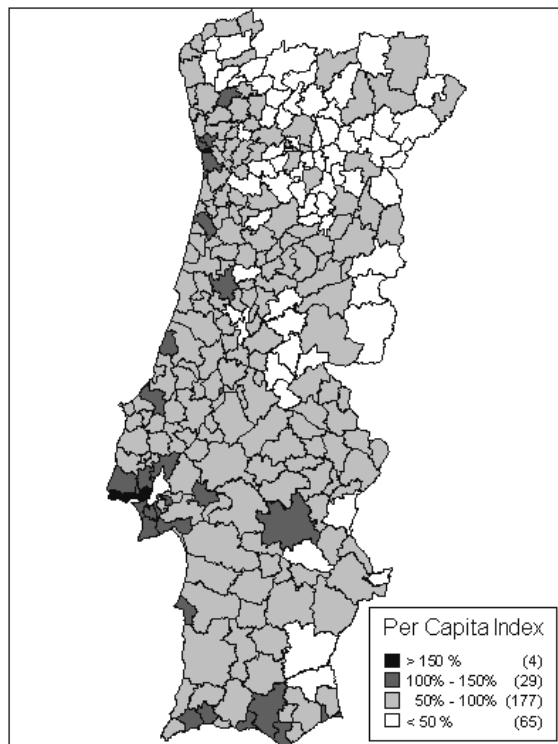 Per Capita Index
> 150 % (4)
100% - 150% (29)
50% - 100% (177)
< 50 % (65)